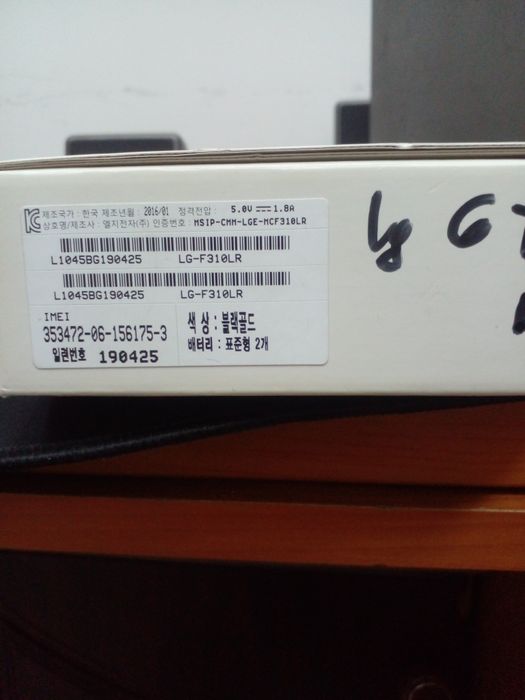 KC 제조국가 : 한국 제조년월 : 2016/01 정격전압 : 5.0V ⎓ 1.8A
상호명/제조사 : 엘지전자(주) 인증번호 : MSIP-CMM-LGE-MCF310LR
L1045BG190425 LG-F310LR
L1045BG190425 LG-F310LR
IMEI
353472-06-156175-3
일련번호 190425
색 상 : 블랙골드
배터리 : 표준형 2개
lg G